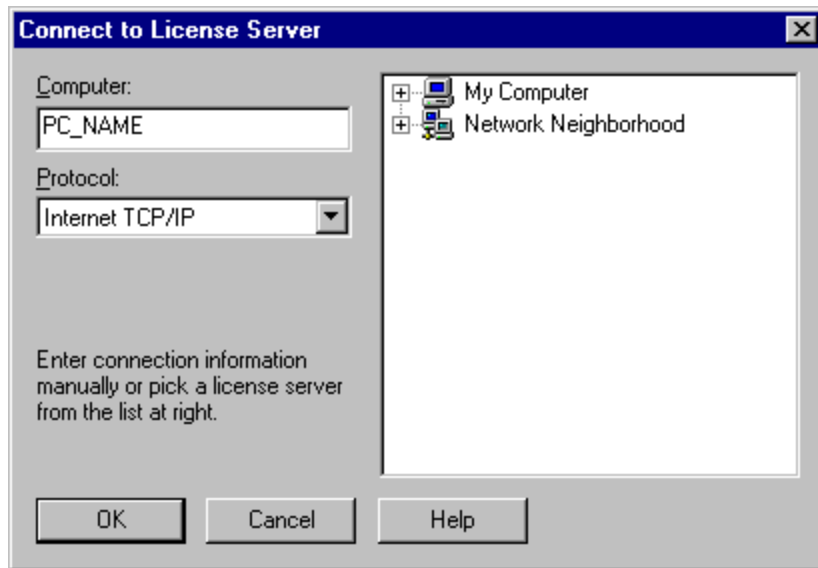 Connect to License Server
Computer:
PC_NAME
Protocol:
Internet TCP/IP
Enter connection information
manually or pick a license server
from the list at right.
My Computer
Network Neighborhood
OK
Cancel
Help